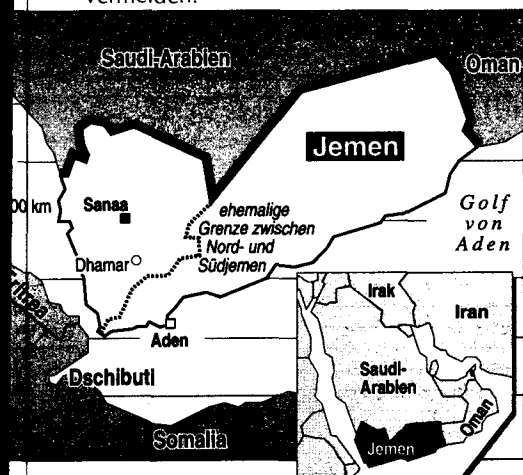 vermeiden.
Saudi-Arabien
Oman
Jemen
00 km
Sanaa
ehemalige
Grenze zwischen
Nord- und
Südjemen
Golf
von
Aden
Dhamar
Eritrea
Aden
Dschibuti
Somalia
Irak
Iran
Saudi-
Arabien
Oman
Jemen